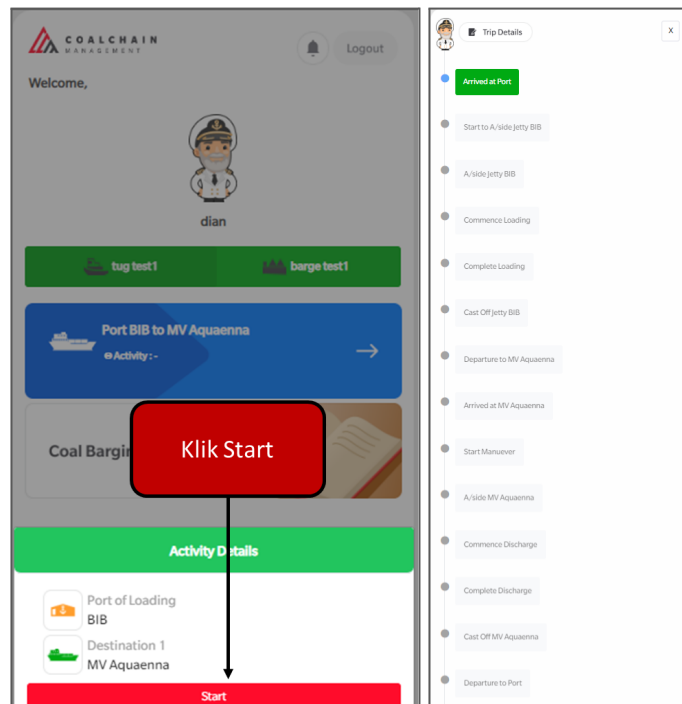 COALCHAIN
MANAGEMENT
Logout
Welcome,
dian
tug test1
barge test1
Port BIB to MV Aquaenna
Activity : -
Coal Bargin
Klik Start
Activity Details
Port of Loading
BIB
Destination 1
MV Aquaenna
Start
Trip Details
X
Arrived at Port
Start to A/side Jetty BIB
A/side Jetty BIB
Commence Loading
Complete Loading
Cast Off Jetty BIB
Departure to MV Aquaenna
Arrived at MV Aquaenna
Start Manuever
A/side MV Aquaenna
Commence Discharge
Complete Discharge
Cast Off MV Aquaenna
Departure to Port